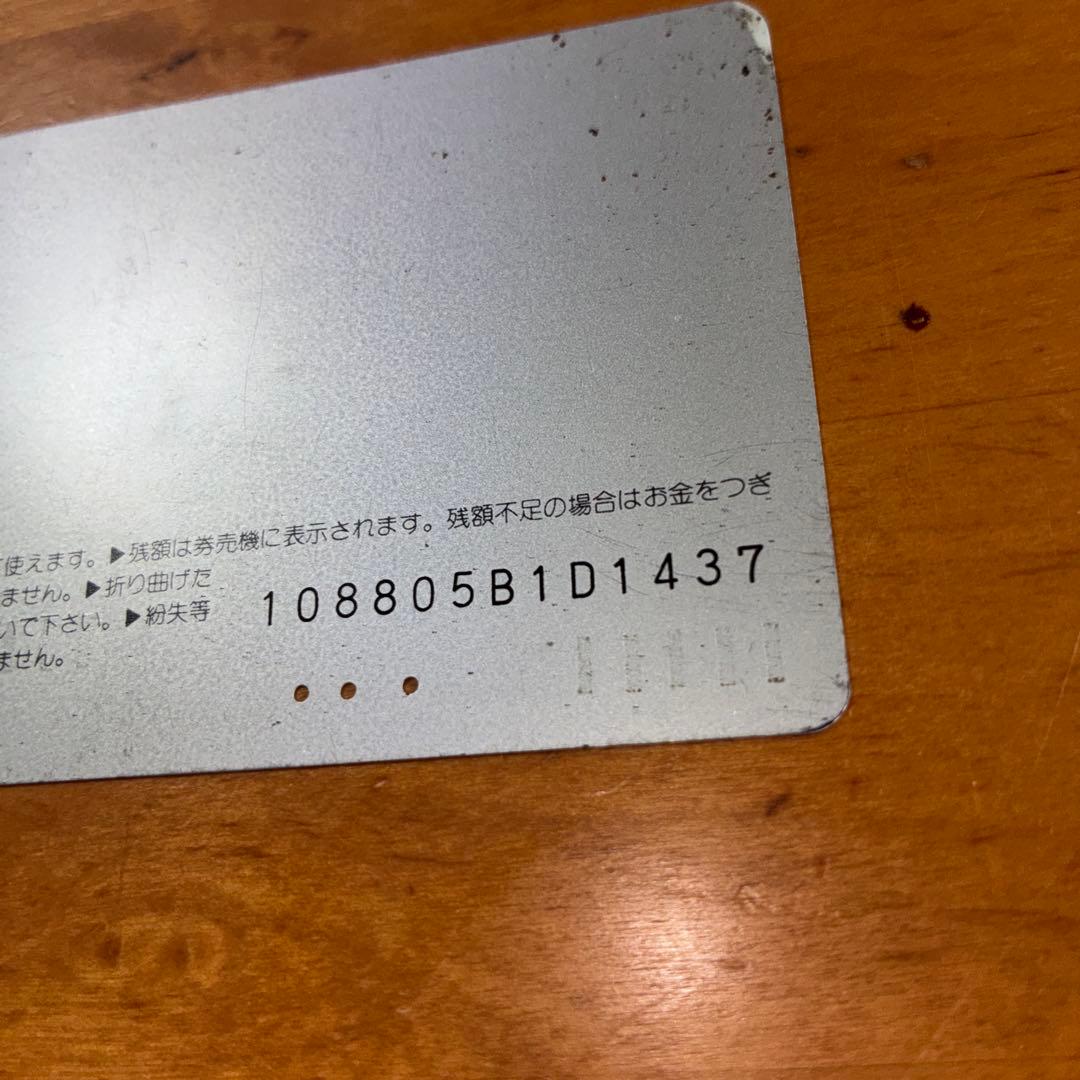 て使えます。▶残額は券売機に表示されます。残額不足の場合はお金をつぎ
ません。▶折り曲げた
いで下さい。▶紛失等
ません。
108805B1D1437